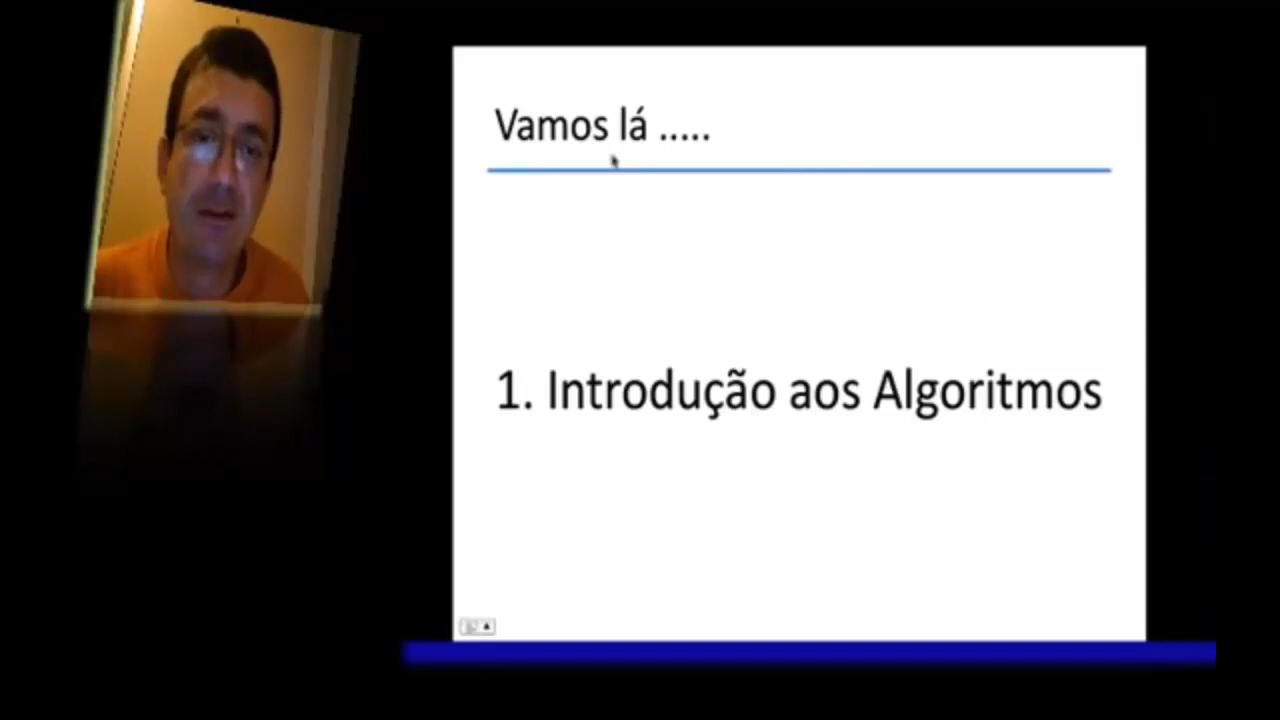 Vamos lá .....
1. Introdução aos Algoritmos